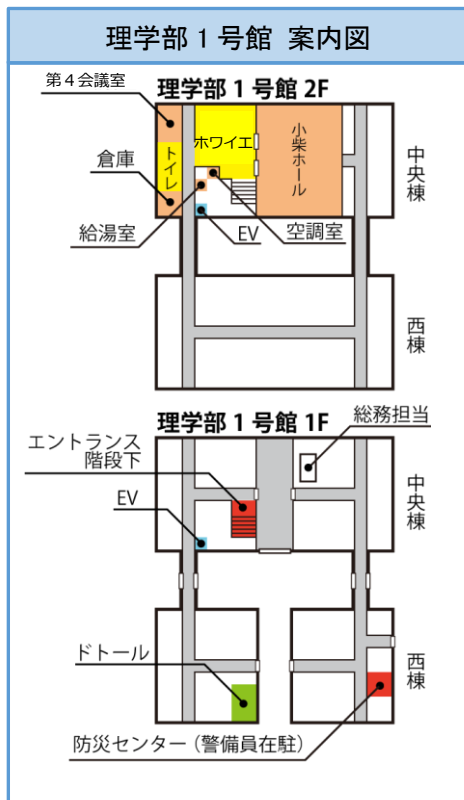 理学部１号館 案内図
理学部 1 号館 2F
第４会議室
ホワイエ
小柴ホール
トイレ
倉庫
中央棟
給湯室
EV
空調室
西棟
理学部 1 号館 1F
総務担当
エントランス
階段下
EV
中央棟
ドトール
西棟
防災センター（警備員在駐）